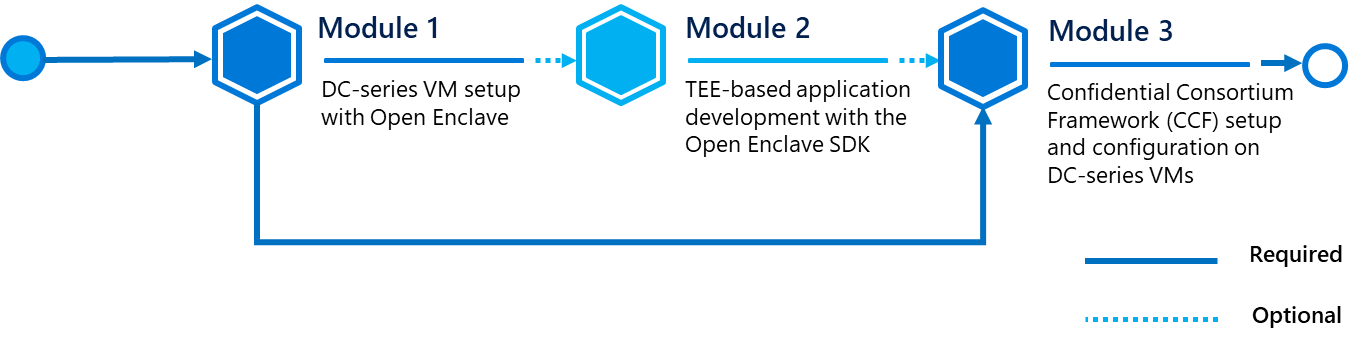 Module 1
DC-series VM setup
with Open Enclave
Module 2
TEE-based application
development with the
Open Enclave SDK
Module 3
Confidential Consortium
Framework (CCF) setup
and configuration on
DC-series VMs
Required
Optional